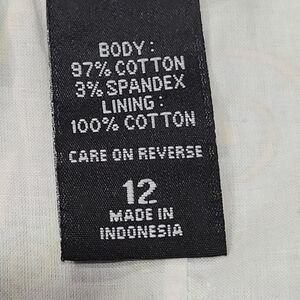 BODY:
97% COTTON
3% SPANDEX
LINING:
100% COTTON
CARE ON REVERSE
12
MADE IN
INDONESIA